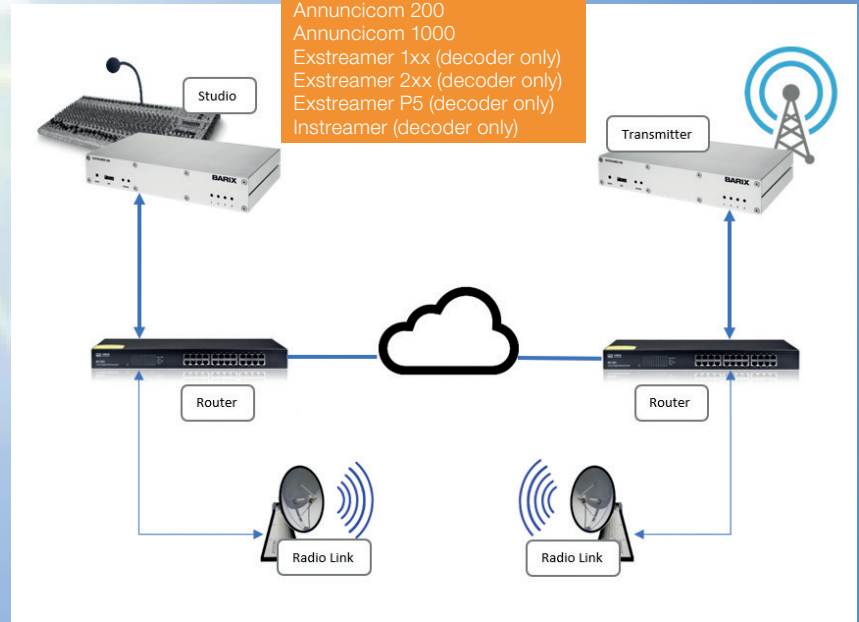 Annuncicom 200
Annuncicom 1000
Exstreamer 1xx (decoder only)
Exstreamer 2xx (decoder only)
Exstreamer P5 (decoder only)
Instreamer (decoder only)
Studio
BARIX
Transmitter
BARIX
Router
Router
Radio Link
Radio Link